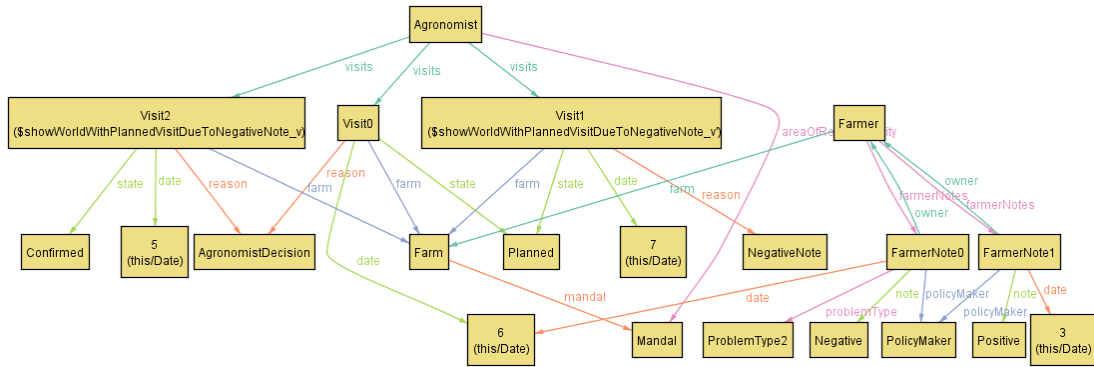 Agronomist
visits
visits
visits
Visit2
($showWorldWithPlannedVisitDueToNegativeNote_v)
Visit0
Visit1
($showWorldWithPlannedVisitDueToNegativeNote_v')
Farmer
state
date
reason
farm
reason
farm
state
farm
state
date
reason
farm
farmerNotes
owner
owner
farmerNotes
Confirmed
5
(this/Date)
AgronomistDecision
Farm
Planned
7
(this/Date)
NegativeNote
FarmerNote0
FarmerNote1
date
mandal
date
problemType
note
policyMaker
policyMaker
note
date
6
(this/Date)
Mandal
ProblemType2
Negative
PolicyMaker
Positive
3
(this/Date)